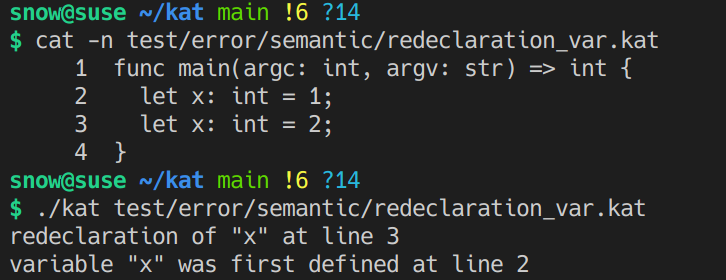 snow@suse ~/kat main !6 ?14
$ cat -n test/error/semantic/redeclaration_var.kat
     1  func main(argc: int, argv: str) => int {
     2    let x: int = 1;
     3    let x: int = 2;
     4  }
snow@suse ~/kat main !6 ?14
$ ./kat test/error/semantic/redeclaration_var.kat
redeclaration of "x" at line 3
variable "x" was first defined at line 2